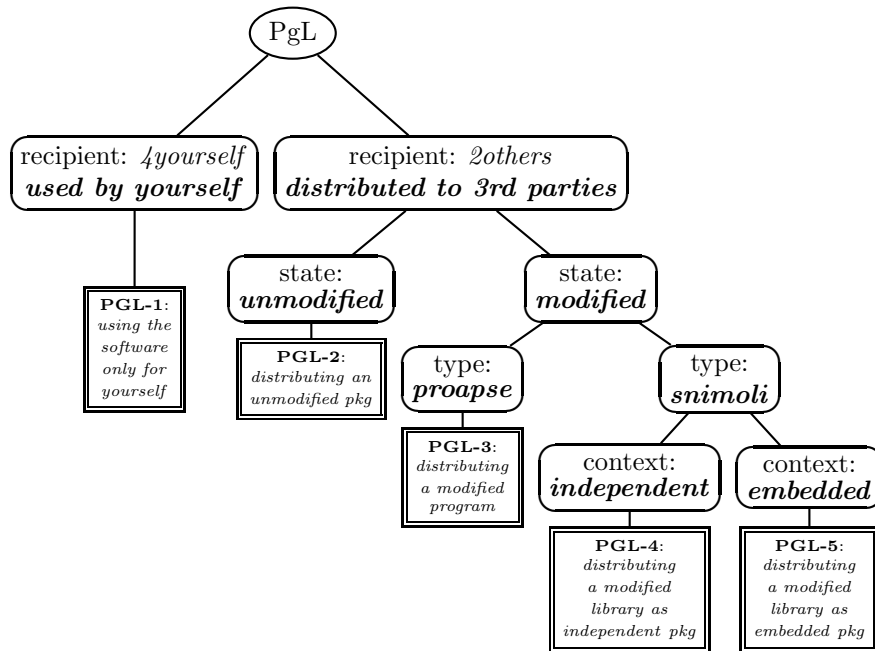 PgL
recipient: 4yourself
used by yourself
recipient: 2others
distributed to 3rd parties
state:
unmodified
state:
modified
PGL-1:
using the
software
only for
yourself
PGL-2:
distributing an
unmodified pkg
type:
proapse
type:
snimoli
PGL-3:
distributing
a modified
program
context:
independent
context:
embedded
PGL-4:
distributing
a modified
library as
independent pkg
PGL-5:
distributing
a modified
library as
embedded pkg